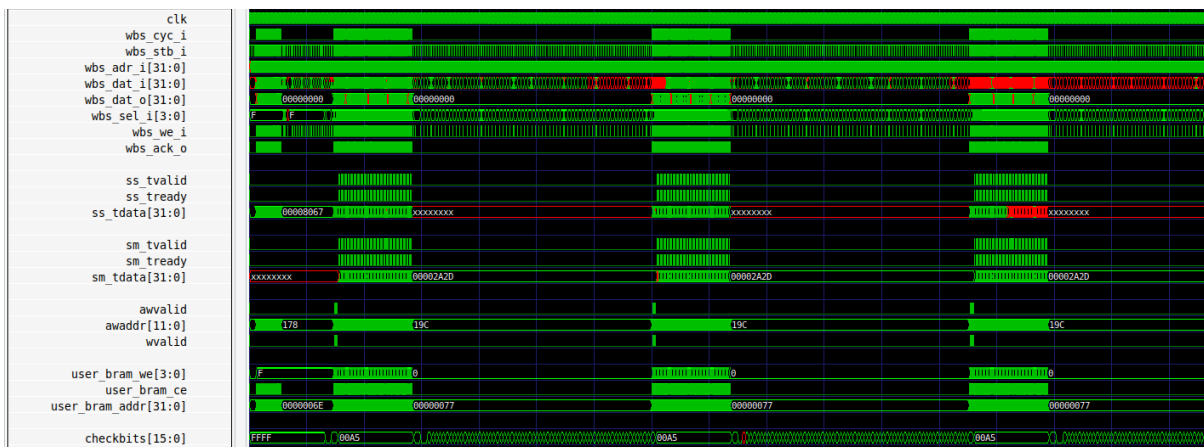 clk
wbs_cyc_i
wbs_stb_i
wbs_adr_i[31:0]
wbs_dat_i[31:0]
wbs_dat_o[31:0] 00000000 00000000 00000000 00000000
wbs_sel_i[3:0] F F
wbs_we_i
wbs_ack_o
ss_tvalid
ss_tready
ss_tdata[31:0] 00008067 xxxxxxxx xxxxxxxx xxxxxxxx
sm_tvalid
sm_tready
sm_tdata[31:0] xxxxxxxx 00002A2D 00002A2D 00002A2D
awvalid
awaddr[11:0] 178 19C 19C 19C
wvalid
user_bram_we[3:0] F 0 0 0
user_bram_ce
user_bram_addr[31:0] 0000006E 00000077 00000077 00000077
checkbits[15:0] FFFF 00A5 00A5 00A5